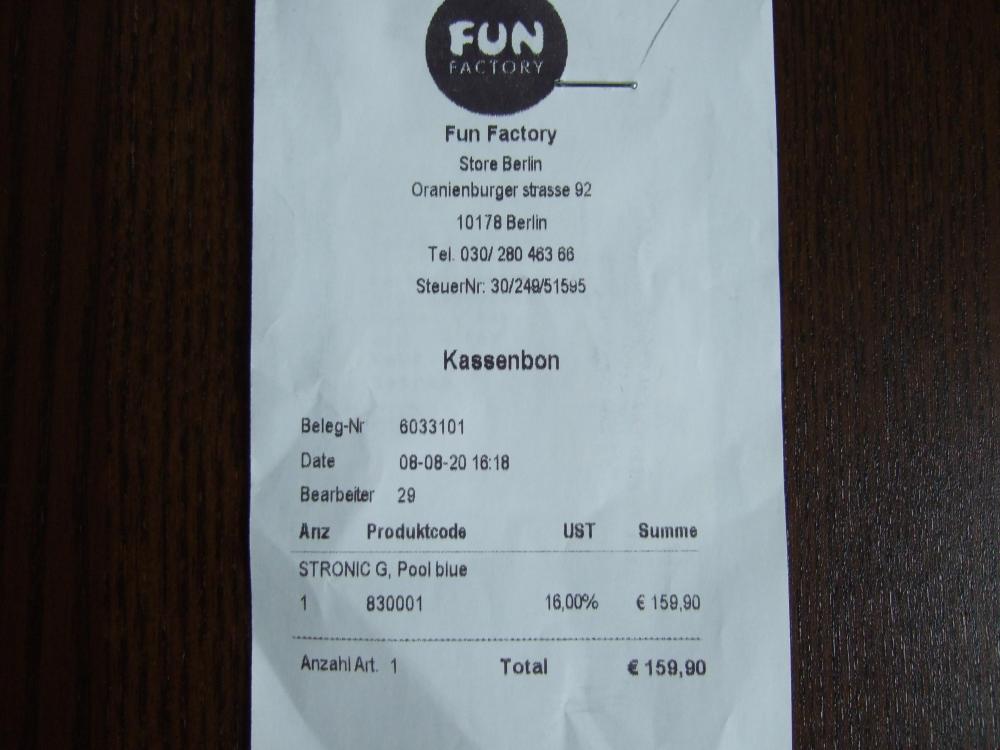 FUN
FACTORY
Fun Factory
Store Berlin
Oranienburger strasse 92
10178 Berlin
Tel. 030/ 280 463 66
SteuerNr: 30/249/51595
Kassenbon
Beleg-Nr 6033101
Date 08-08-20 16:18
Bearbeiter 29
Anz Produktcode UST Summe
STRONIC G, Pool blue
1 830001 16,00% € 159,90
Anzahl Art. 1 Total € 159,90